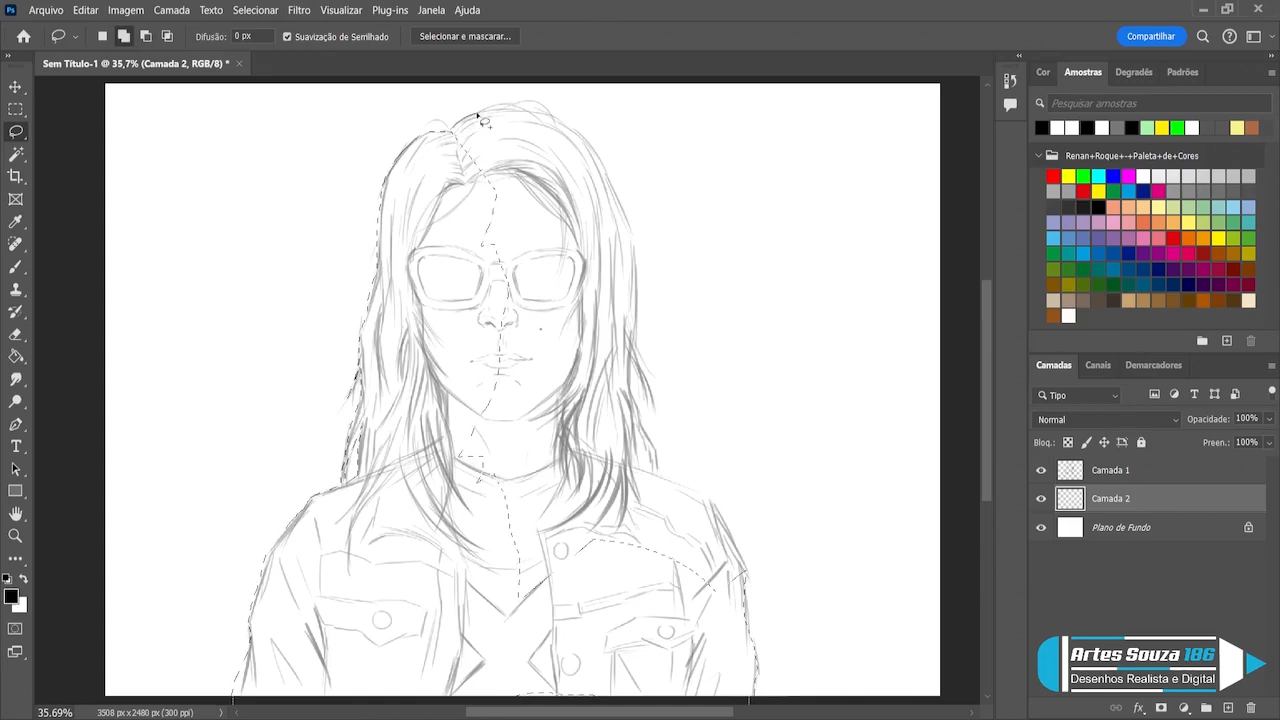 Ps Arquivo Editar Imagem Camada Texto Selecionar Filtro Visualizar Plug-ins Janela Ajuda
Difusão: 0 px Suavização de Serrilhado Selecionar e mascarar... Compartilhar
Sem Título-1 @ 35,7% (Camada 2, RGB/8) * ×
Cor Amostras Degradês Padrões
Pesquisar amostras
Renan+Roque+-+Paleta+de+Cores
Camadas Canais Demarcadores
Tipo
Normal Opacidade: 100%
Bloq.: Preen.: 100%
Camada 1
Camada 2
Plano de Fundo
Artes Souza 186
Desenhos Realista e Digital
35.69% 3508 px x 2480 px (300 ppi)
fx